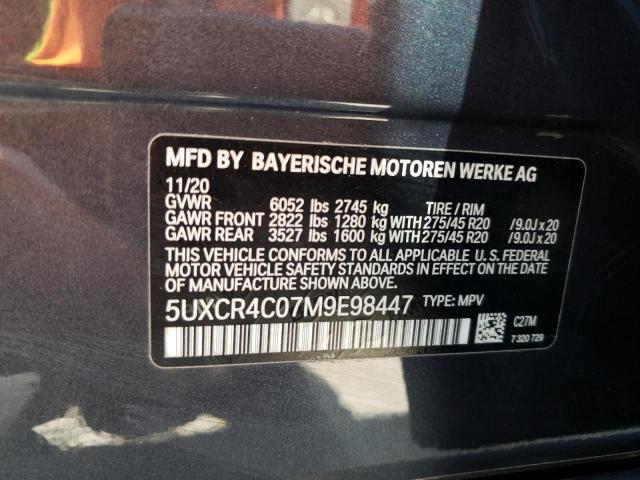 MFD BY BAYERISCHE MOTOREN WERKE AG
11/20
GVWR 6052 lbs 2745 kg TIRE / RIM
GAWR FRONT 2822 lbs 1280 kg WITH 275/45 R20 /9.0J x 20
GAWR REAR 3527 lbs 1600 kg WITH 275/45 R20 /9.0J x 20
THIS VEHICLE CONFORMS TO ALL APPLICABLE U. S. FEDERAL
MOTOR VEHICLE SAFETY STANDARDS IN EFFECT ON THE DATE
OF MANUFACTURE SHOWN ABOVE.
5UXCR4C07M9E98447 TYPE: MPV
C27M
7 320 729